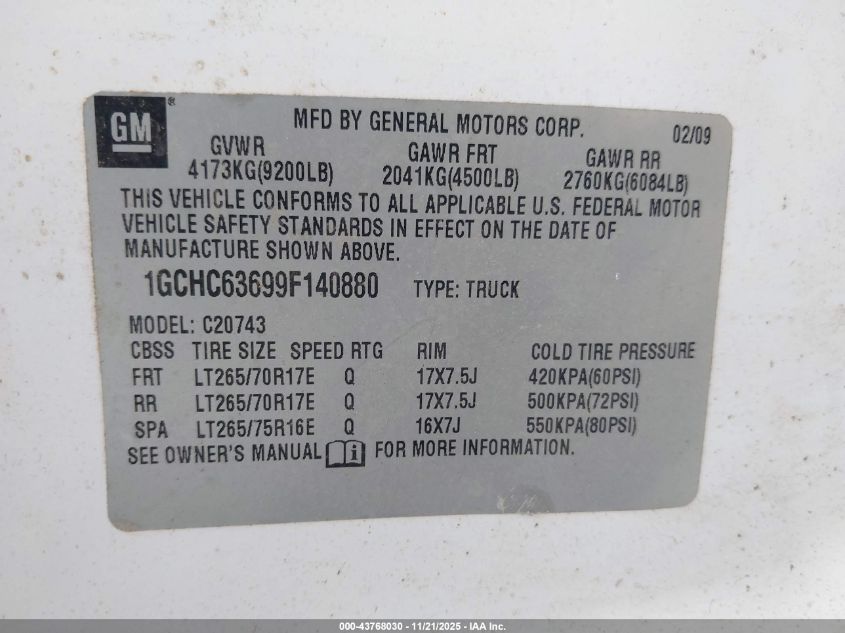 GM®
MFD BY GENERAL MOTORS CORP. 02/09
GVWR GAWR FRT GAWR RR
4173KG(9200LB) 2041KG(4500LB) 2760KG(6084LB)
THIS VEHICLE CONFORMS TO ALL APPLICABLE U.S. FEDERAL MOTOR
VEHICLE SAFETY STANDARDS IN EFFECT ON THE DATE OF
MANUFACTURE SHOWN ABOVE.
1GCHC63699F140880 TYPE: TRUCK
MODEL: C20743
CBSS TIRE SIZE SPEED RTG RIM COLD TIRE PRESSURE
FRT LT265/70R17E Q 17X7.5J 420KPA(60PSI)
RR LT265/70R17E Q 17X7.5J 500KPA(72PSI)
SPA LT265/75R16E Q 16X7J 550KPA(80PSI)
SEE OWNER'S MANUAL i FOR MORE INFORMATION.
000-43768030 - 11/21/2025 - IAA Inc.